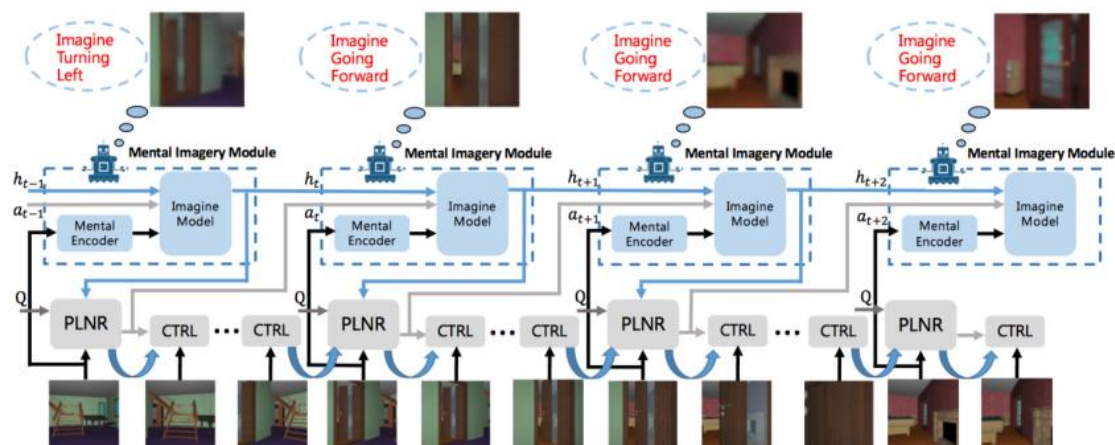 Imagine
Turning
Left
Imagine
Going
Forward
Imagine
Going
Forward
Imagine
Going
Forward
Mental Imagery Module
Mental Imagery Module
Mental Imagery Module
Mental Imagery Module
h_{t-1}
a_{t-1}
Mental
Encoder
Imagine
Model
h_t
a_t
Mental
Encoder
Imagine
Model
h_{t+1}
a_{t+1}
Mental
Encoder
Imagine
Model
h_{t+2}
a_{t+2}
Mental
Encoder
Imagine
Model
Q
PLNR
CTRL
...
CTRL
Q
PLNR
CTRL
...
CTRL
Q
PLNR
CTRL
...
CTRL
Q
PLNR
CTRL